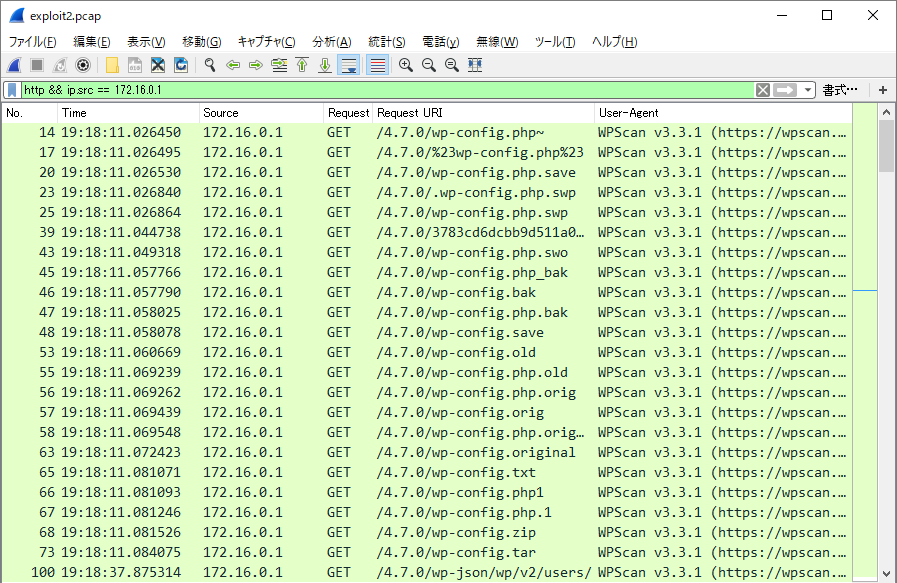 exploit2.pcap
ファイル(F) 編集(E) 表示(V) 移動(G) キャプチャ(C) 分析(A) 統計(S) 電話(y) 無線(W) ツール(T) ヘルプ(H)
http && ip.src == 172.16.0.1 書式… +
No. Time Source Request Request URI User-Agent
14 19:18:11.026450 172.16.0.1 GET /4.7.0/wp-config.php~ WPScan v3.3.1 (https://wpscan.…
17 19:18:11.026495 172.16.0.1 GET /4.7.0/%23wp-config.php%23 WPScan v3.3.1 (https://wpscan.…
20 19:18:11.026530 172.16.0.1 GET /4.7.0/wp-config.php.save WPScan v3.3.1 (https://wpscan.…
23 19:18:11.026840 172.16.0.1 GET /4.7.0/.wp-config.php.swp WPScan v3.3.1 (https://wpscan.…
25 19:18:11.026864 172.16.0.1 GET /4.7.0/wp-config.php.swp WPScan v3.3.1 (https://wpscan.…
39 19:18:11.044738 172.16.0.1 GET /4.7.0/3783cd6dcbb9d511a0… WPScan v3.3.1 (https://wpscan.…
43 19:18:11.049318 172.16.0.1 GET /4.7.0/wp-config.php.swo WPScan v3.3.1 (https://wpscan.…
45 19:18:11.057766 172.16.0.1 GET /4.7.0/wp-config.php_bak WPScan v3.3.1 (https://wpscan.…
46 19:18:11.057790 172.16.0.1 GET /4.7.0/wp-config.bak WPScan v3.3.1 (https://wpscan.…
47 19:18:11.058025 172.16.0.1 GET /4.7.0/wp-config.php.bak WPScan v3.3.1 (https://wpscan.…
48 19:18:11.058078 172.16.0.1 GET /4.7.0/wp-config.save WPScan v3.3.1 (https://wpscan.…
53 19:18:11.060669 172.16.0.1 GET /4.7.0/wp-config.old WPScan v3.3.1 (https://wpscan.…
55 19:18:11.069239 172.16.0.1 GET /4.7.0/wp-config.php.old WPScan v3.3.1 (https://wpscan.…
56 19:18:11.069262 172.16.0.1 GET /4.7.0/wp-config.php.orig WPScan v3.3.1 (https://wpscan.…
57 19:18:11.069439 172.16.0.1 GET /4.7.0/wp-config.orig WPScan v3.3.1 (https://wpscan.…
58 19:18:11.069548 172.16.0.1 GET /4.7.0/wp-config.php.orig… WPScan v3.3.1 (https://wpscan.…
63 19:18:11.072423 172.16.0.1 GET /4.7.0/wp-config.original WPScan v3.3.1 (https://wpscan.…
65 19:18:11.081071 172.16.0.1 GET /4.7.0/wp-config.txt WPScan v3.3.1 (https://wpscan.…
66 19:18:11.081093 172.16.0.1 GET /4.7.0/wp-config.php1 WPScan v3.3.1 (https://wpscan.…
67 19:18:11.081246 172.16.0.1 GET /4.7.0/wp-config.php.1 WPScan v3.3.1 (https://wpscan.…
68 19:18:11.081526 172.16.0.1 GET /4.7.0/wp-config.zip WPScan v3.3.1 (https://wpscan.…
73 19:18:11.084075 172.16.0.1 GET /4.7.0/wp-config.tar WPScan v3.3.1 (https://wpscan.…
100 19:18:37.875314 172.16.0.1 GET /4.7.0/wp-json/wp/v2/users/ WPScan v3.3.1 (https://wpscan.…